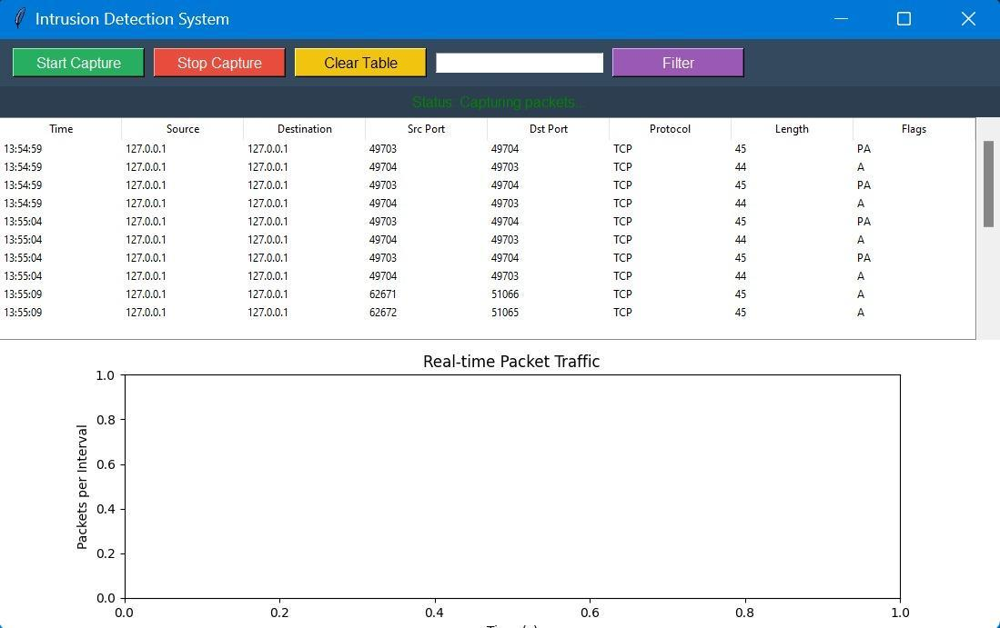 Intrusion Detection System
Start Capture Stop Capture Clear Table Filter
Status: Capturing packets...
Time Source Destination Src Port Dst Port Protocol Length Flags
13:54:59 127.0.0.1 127.0.0.1 49703 49704 TCP 45 PA
13:54:59 127.0.0.1 127.0.0.1 49704 49703 TCP 44 A
13:54:59 127.0.0.1 127.0.0.1 49703 49704 TCP 45 PA
13:54:59 127.0.0.1 127.0.0.1 49704 49703 TCP 44 A
13:55:04 127.0.0.1 127.0.0.1 49703 49704 TCP 45 PA
13:55:04 127.0.0.1 127.0.0.1 49704 49703 TCP 44 A
13:55:04 127.0.0.1 127.0.0.1 49703 49704 TCP 45 PA
13:55:04 127.0.0.1 127.0.0.1 49704 49703 TCP 44 A
13:55:09 127.0.0.1 127.0.0.1 62671 51066 TCP 45 A
13:55:09 127.0.0.1 127.0.0.1 62672 51065 TCP 45 A
Real-time Packet Traffic
Packets per Interval
1.0
0.8
0.6
0.4
0.2
0.0
0.0 0.2 0.4 0.6 0.8 1.0